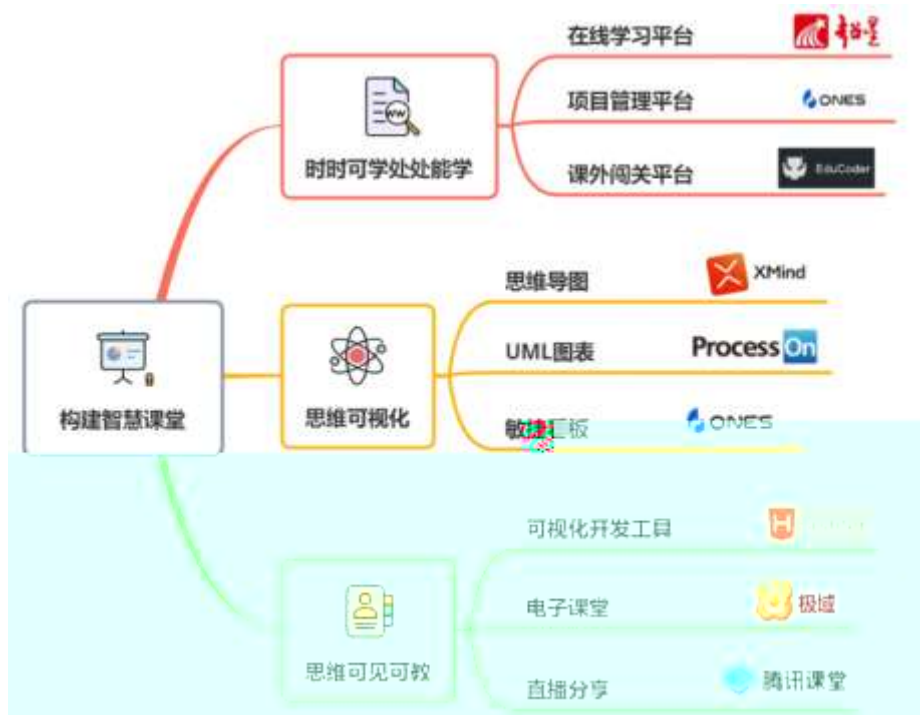 在线学习平台
项目管理平台 ONES
时时可学处处能学
课外闯关平台 EduCoder
思维导图 XMind
UML图表 ProcessOn
构建智慧课堂
思维可视化
敏捷看板 ONES
可视化开发工具
电子课堂 极域
思维可见可教
直播分享 腾讯课堂